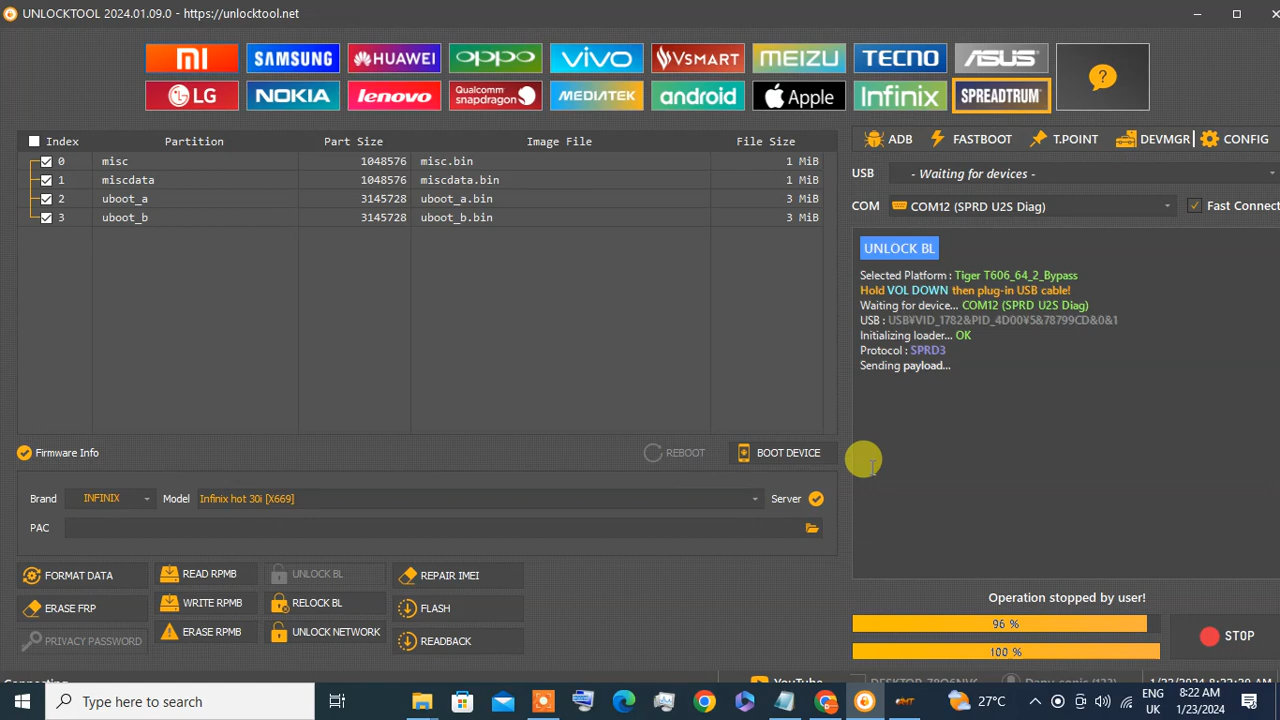 UNLOCKTOOL 2024.01.09.0 - https://unlocktool.net
mi SAMSUNG HUAWEI oppo vivo VSMART MEIZU TECNO ASUS ?
LG NOKIA lenovo Qualcomm snapdragon MEDIATEK android Apple Infinix SPREADTRUM
Index Partition Part Size Image File File Size
0 misc 1048576 misc.bin 1 MiB
1 miscdata 1048576 miscdata.bin 1 MiB
2 uboot_a 3145728 uboot_a.bin 3 MiB
3 uboot_b 3145728 uboot_b.bin 3 MiB
ADB FASTBOOT T.POINT DEVMGR CONFIG
USB - Waiting for devices -
COM COM12 (SPRD U2S Diag) Fast Connect
UNLOCK BL
Selected Platform : Tiger T606_64_2_Bypass
Hold VOL DOWN then plug-in USB cable!
Waiting for device... COM12 (SPRD U2S Diag)
USB : USB¥VID_1782&PID_4D00¥5&78799CD&0&1
Initializing loader... OK
Protocol : SPRD3
Sending payload...
Firmware Info REBOOT BOOT DEVICE
Brand INFINIX Model Infinix hot 30i [X669] Server
PAC
FORMAT DATA READ RPMB UNLOCK BL REPAIR IMEI
ERASE FRP WRITE RPMB RELOCK BL FLASH
PRIVACY PASSWORD ERASE RPMB UNLOCK NETWORK READBACK
Operation stopped by user!
96 %
100 %
STOP
YouTube
Type here to search
27°C
ENG
UK
8:22 AM
1/23/2024